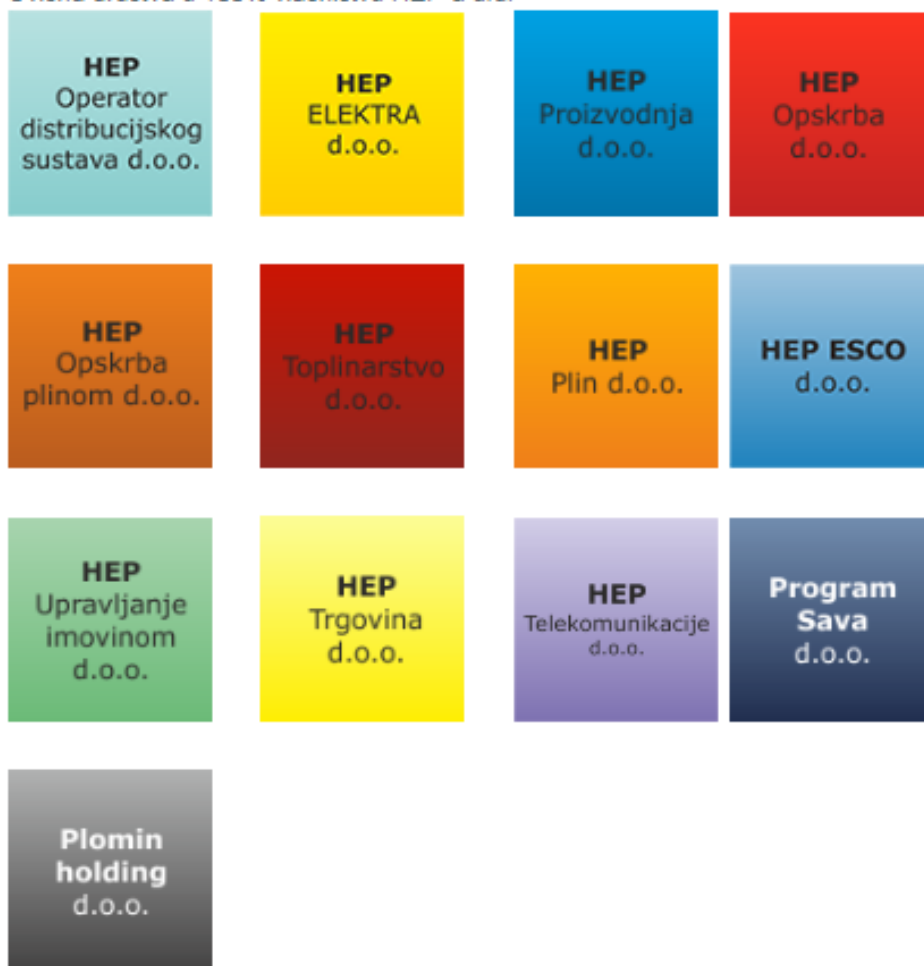 HEP
Operator
distribucijskog
sustava d.o.o.
HEP
ELEKTRA
d.o.o.
HEP
Proizvodnja
d.o.o.
HEP
Opskrba
d.o.o.
HEP
Opskrba
plinom d.o.o.
HEP
Toplinarstvo
d.o.o.
HEP
Plin d.o.o.
HEP ESCO
d.o.o.
HEP
Upravljanje
imovinom
d.o.o.
HEP
Trgovina
d.o.o.
HEP
Telekomunikacije
d.o.o.
Program
Sava
d.o.o.
Plomin
holding
d.o.o.